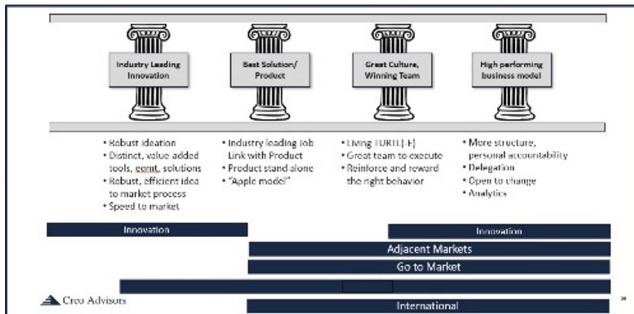 Industry Leading
Innovation
Best Solution/
Product
Great Culture,
Winning Team
High performing
business model
• Robust ideation
• Distinct, value added
tools, eqmt, solutions
• Robust, efficient idea
to market process
• Speed to market
• Industry leading Job
Link with Product
• Product stand alone
• "Apple model"
• Living TURTL(-E)
• Great team to execute
• Reinforce and reward
the right behavior
• More structure,
personal accountability
• Delegation
• Open to change
• Analytics
Innovation
Innovation
Adjacent Markets
Go to Market
International
Creo Advisors